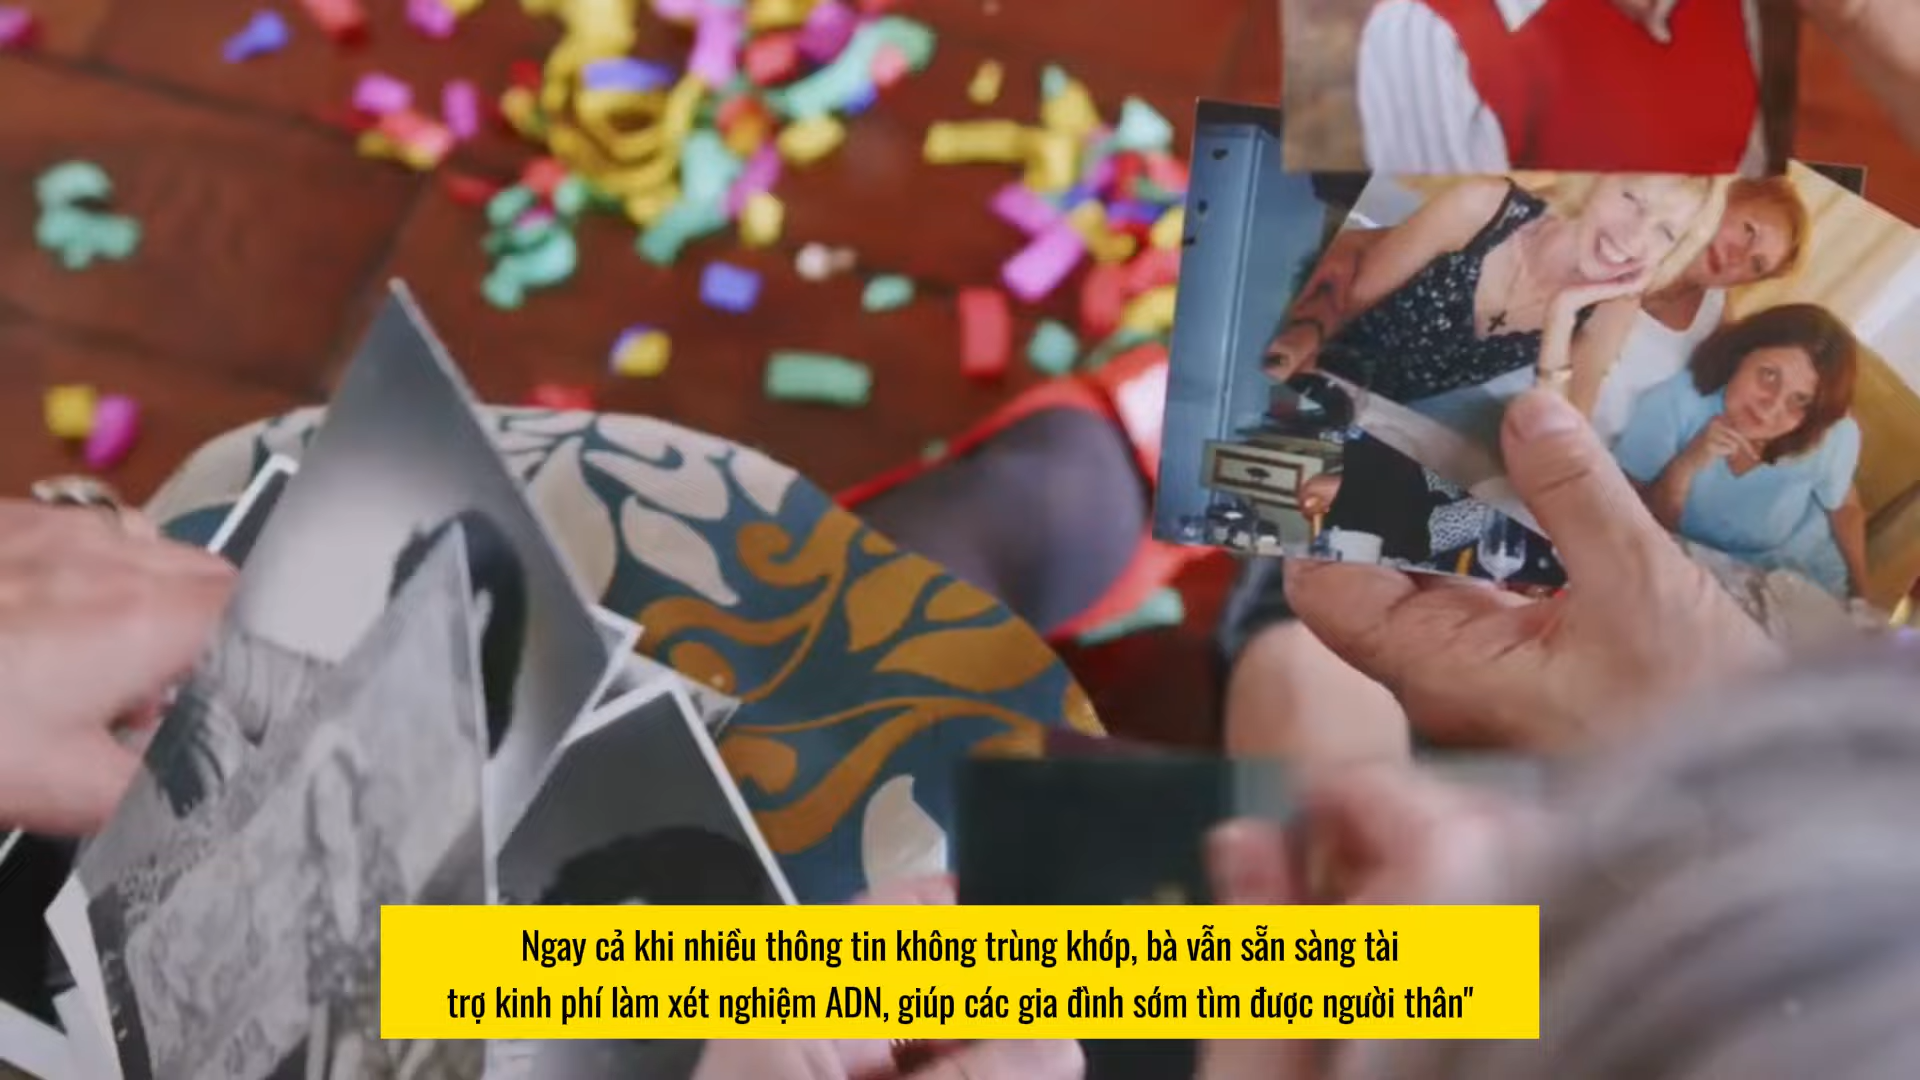 Ngay cả khi nhiều thông tin không trùng khớp, bà vẫn sẵn sàng tài
trợ kinh phí làm xét nghiệm ADN, giúp các gia đình sớm tìm được người thân"